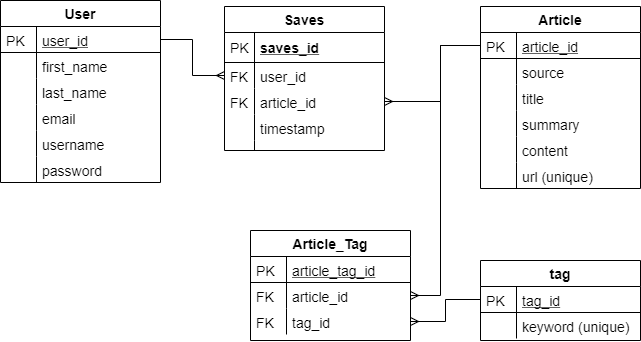 User
PK user_id
first_name
last_name
email
username
password
Saves
PK saves_id
FK user_id
FK article_id
timestamp
Article
PK article_id
source
title
summary
content
url (unique)
Article_Tag
PK article_tag_id
FK article_id
FK tag_id
tag
PK tag_id
keyword (unique)